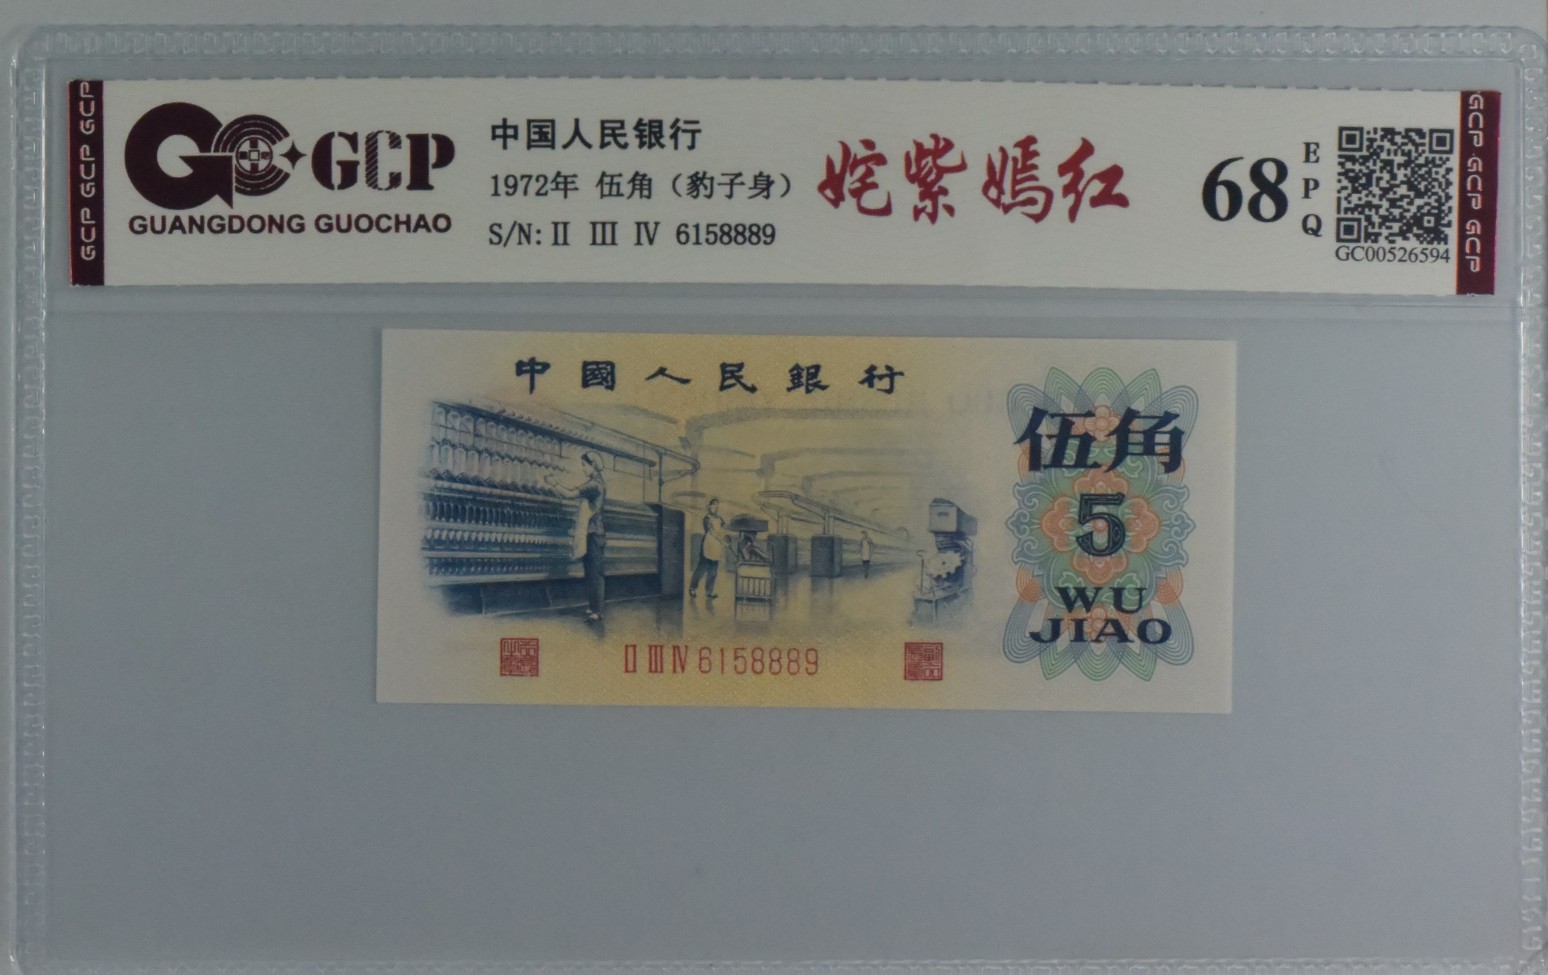 GCP GCP GCP
GCP
GUANGDONG GUOCHAO
中国人民银行
1972年 伍角（豹子身）
S/N: Ⅱ Ⅲ Ⅳ 6158889
姹紫嫣红
68
EPQ
GC00526594
GCP GCP GCP
中國人民銀行
伍角
5
WU
JIAO
Ⅱ Ⅲ Ⅳ 6158889